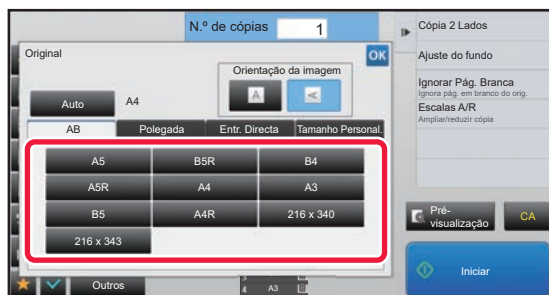 N.º de cópias
1
Original
OK
Orientação da imagem
A
A
Auto
A4
AB
Polegada
Entr. Directa
Tamanho Personal.
A5
B5R
B4
A5R
A4
A3
B5
A4R
216 x 340
216 x 343
Outros
3
4
A3
Cópia 2 Lados
Ajuste do fundo
Ignorar Pág. Branca
Ignora pág. em branco do orig.
Escalas A/R
Ampliar/reduzir cópia
Pré-
visualização
CA
Iniciar